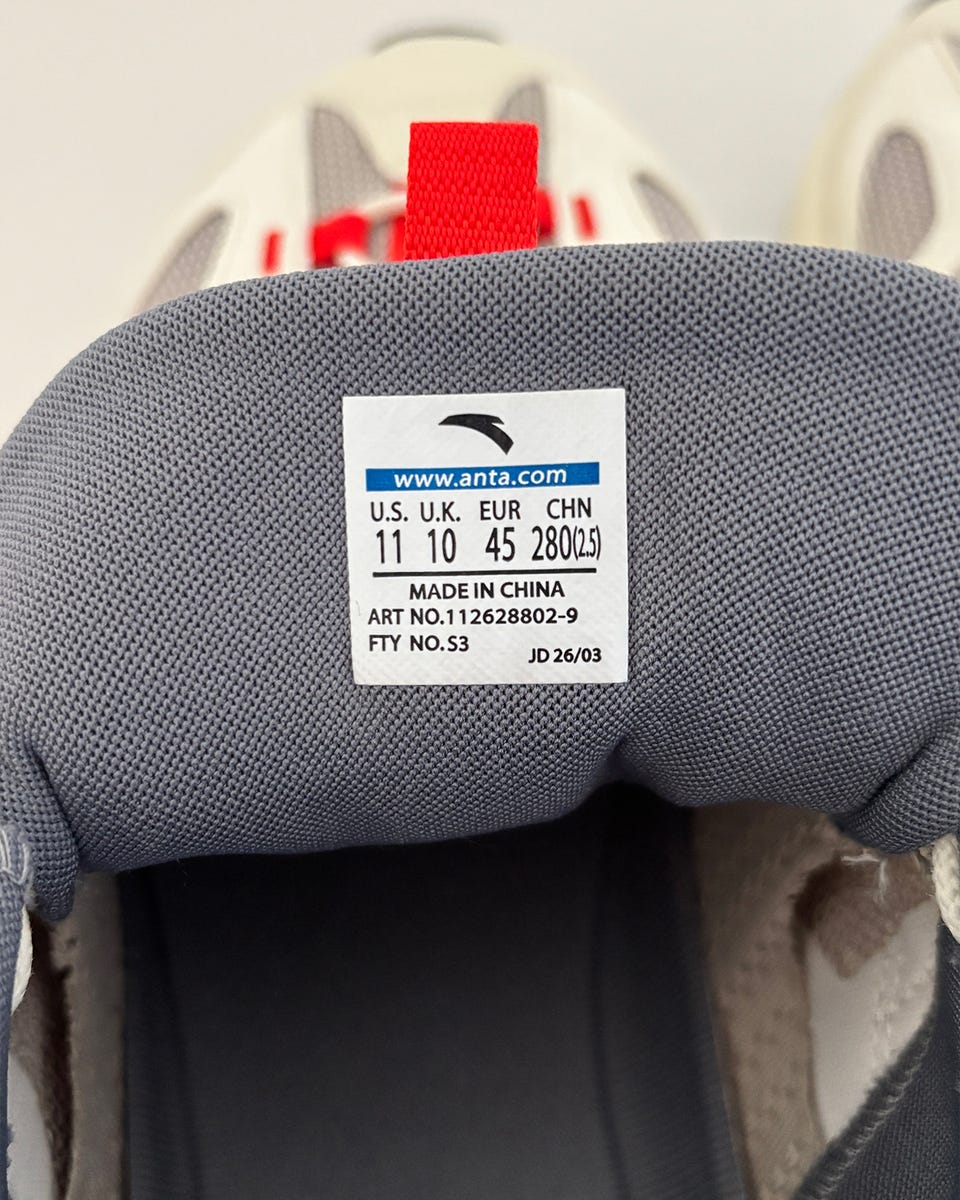 www.anta.com
U.S. U.K. EUR CHN
11 10 45 280(2.5)
MADE IN CHINA
ART NO.112628802-9
FTY NO.S3
JD 26/03